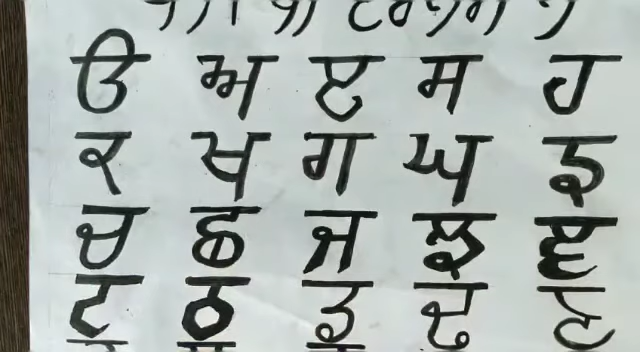 ੳ ਅ ੲ ਸ ਹ
ਕ ਖ ਗ ਘ ਙ
ਚ ਛ ਜ ਝ ਞ
ਟ ਠ ਡ ਢ ਣ